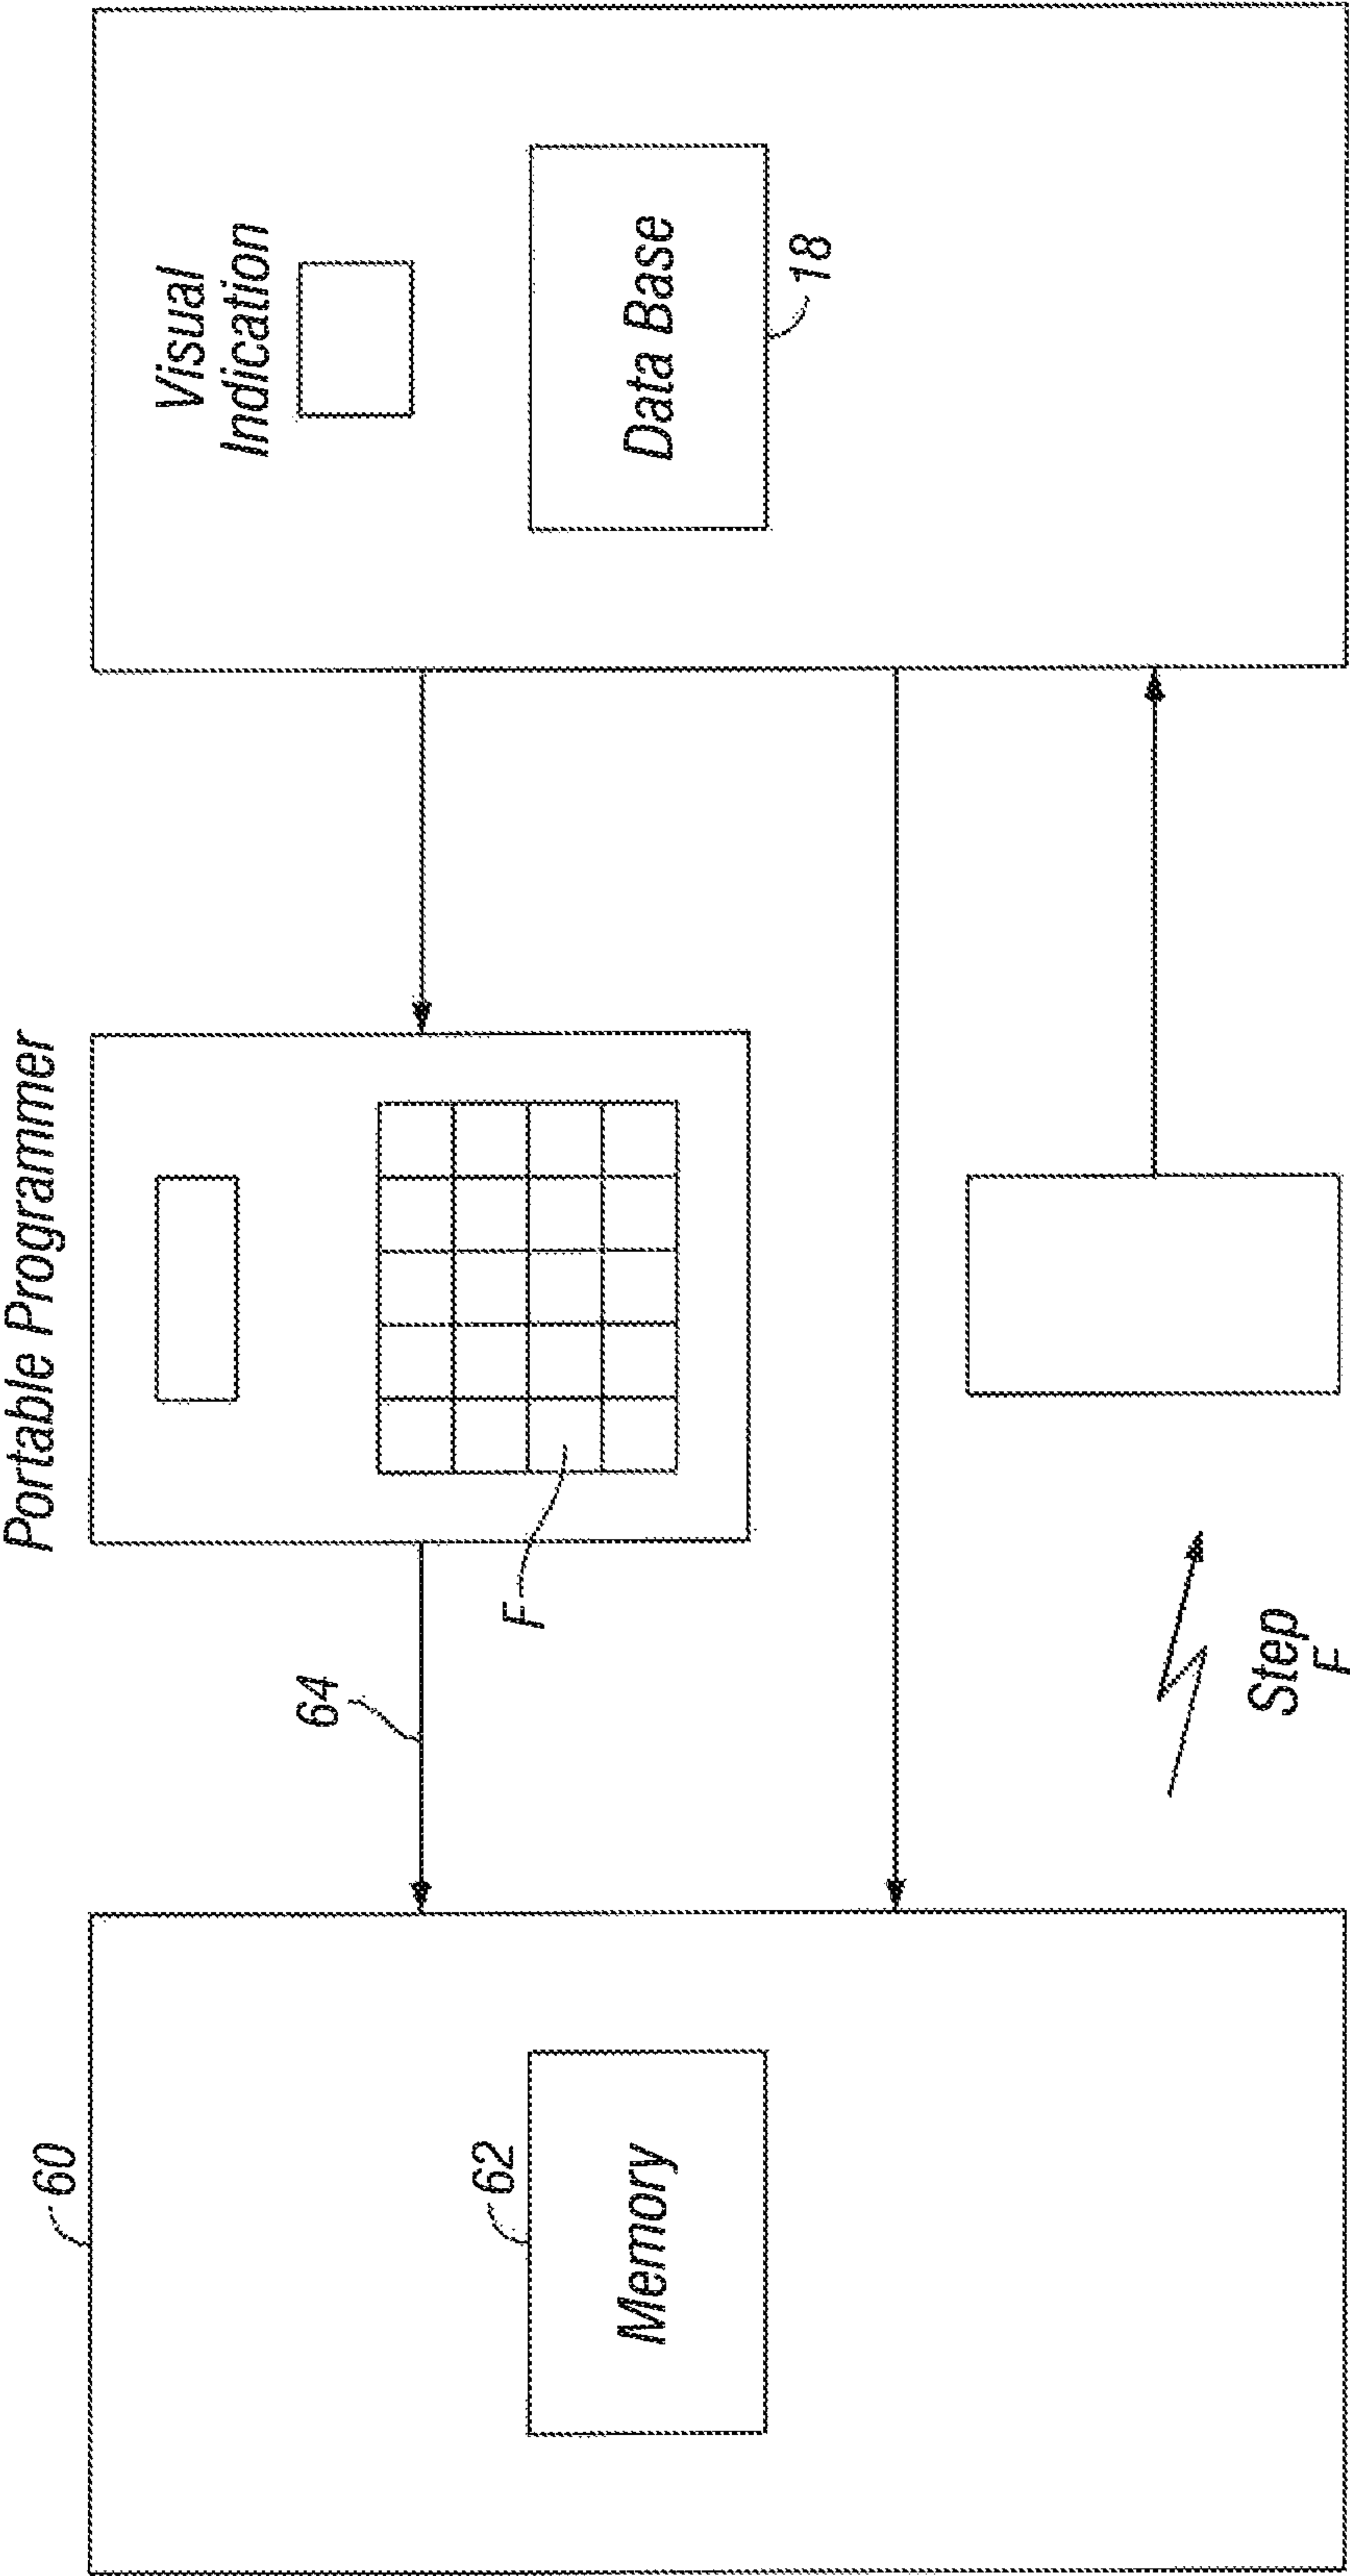 60
62
Memory
64
Portable Programmer
F
Step
F
Visual
Indication
Data Base
18